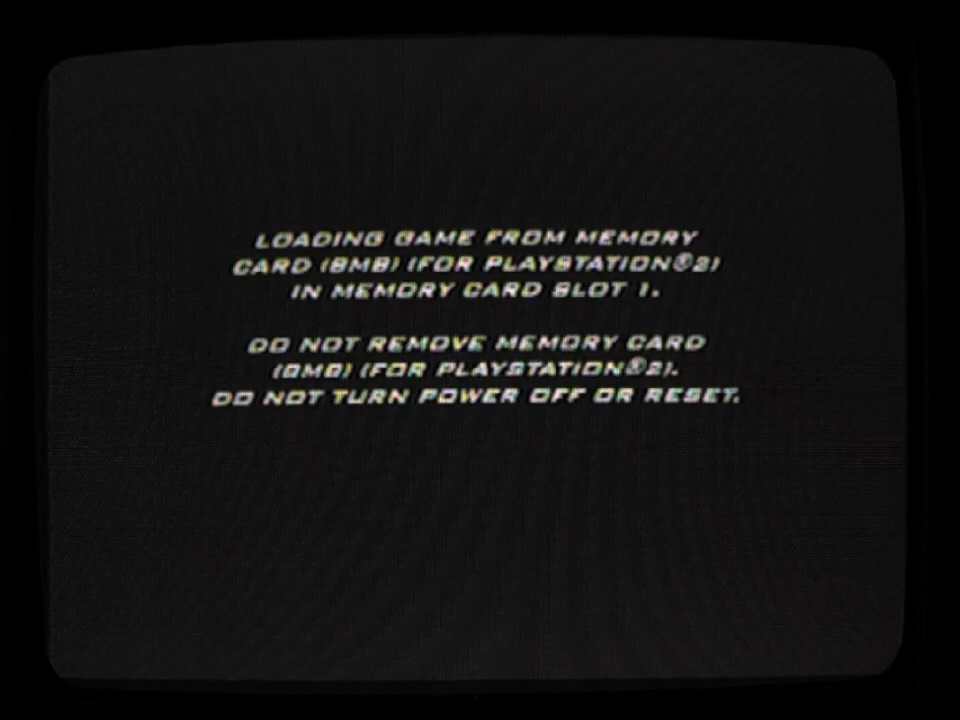 LOADING GAME FROM MEMORY
CARD (8MB) (FOR PLAYSTATION®2)
IN MEMORY CARD SLOT 1.
DO NOT REMOVE MEMORY CARD
(8MB) (FOR PLAYSTATION®2).
DO NOT TURN POWER OFF OR RESET.